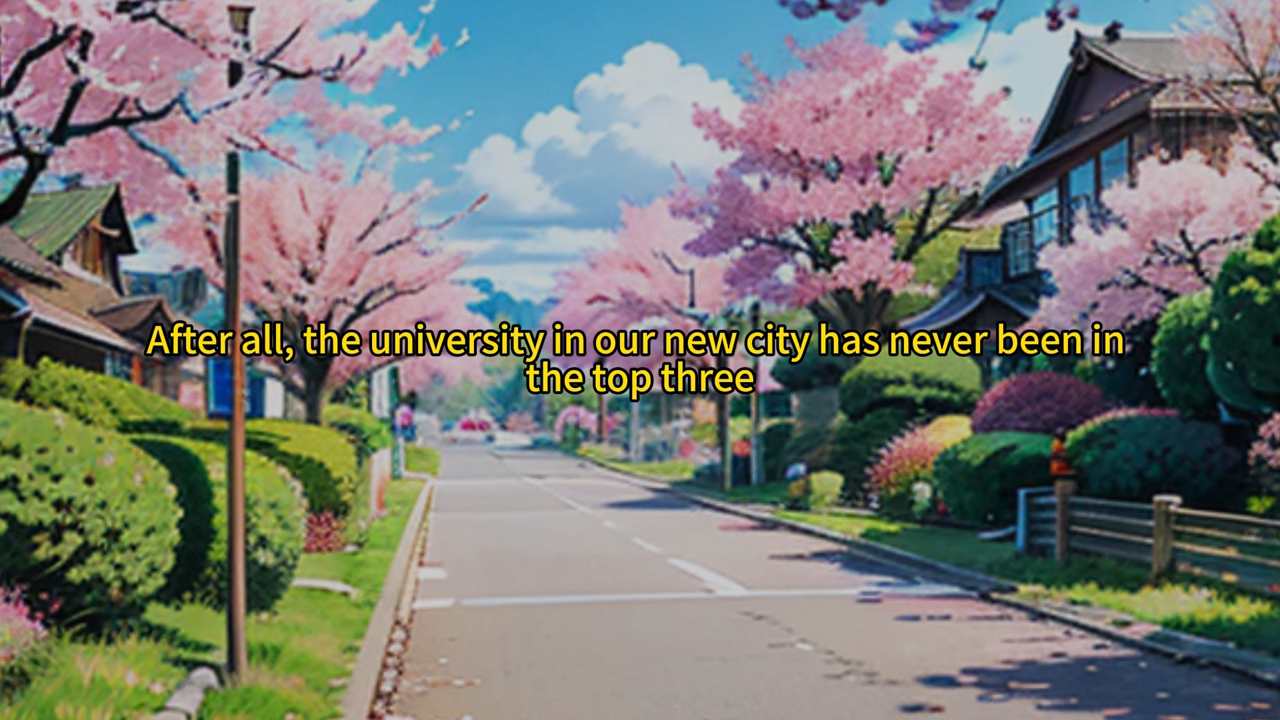 After all, the university in our new city has never been in
the top three